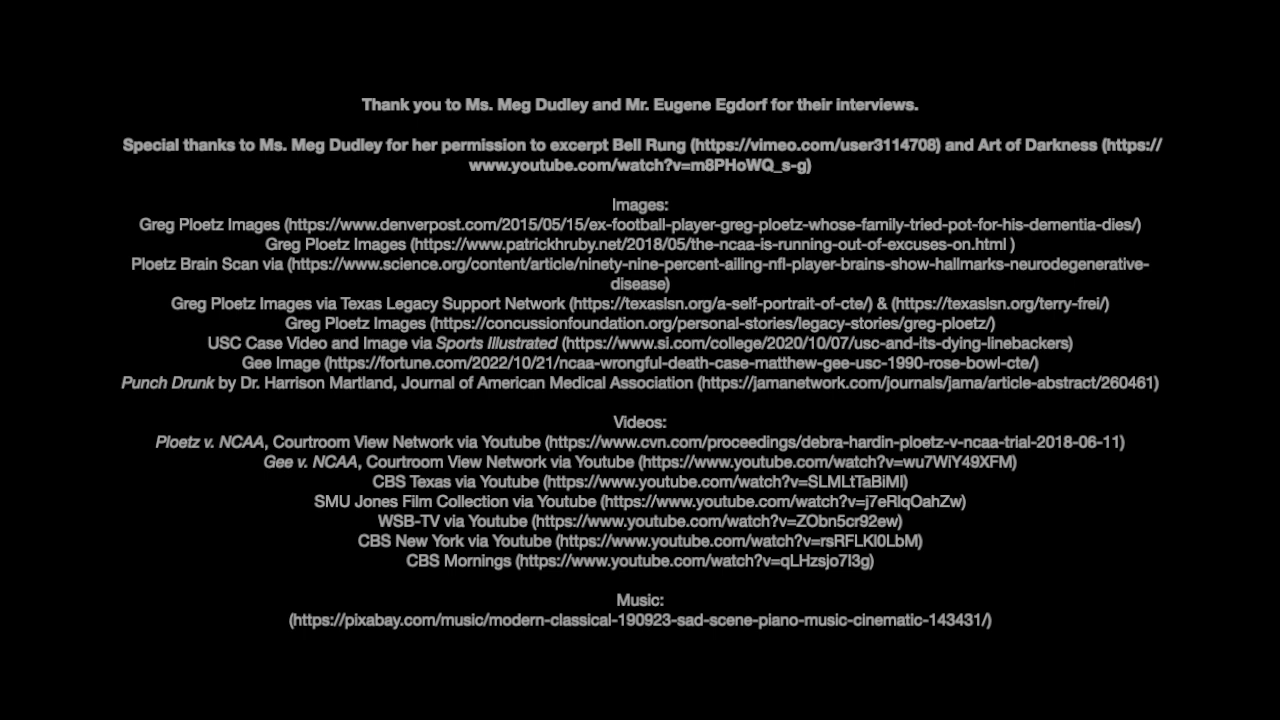 Thank you to Ms. Meg Dudley and Mr. Eugene Egdorf for their interviews.
Special thanks to Ms. Meg Dudley for her permission to excerpt Bell Rung (https://vimeo.com/user3114708) and Art of Darkness (https://
www.youtube.com/watch?v=m8PHoWQ_s-g)
Images:
Greg Ploetz Images (https://www.denverpost.com/2015/05/15/ex-football-player-greg-ploetz-whose-family-tried-pot-for-his-dementia-dies/)
Greg Ploetz Images (https://www.patrickhruby.net/2018/05/the-ncaa-is-running-out-of-excuses-on.html )
Ploetz Brain Scan via (https://www.science.org/content/article/ninety-nine-percent-ailing-nfl-player-brains-show-hallmarks-neurodegenerative-
disease)
Greg Ploetz Images via Texas Legacy Support Network (https://texaslsn.org/a-self-portrait-of-cte/) & (https://texaslsn.org/terry-frei/)
Greg Ploetz Images (https://concussionfoundation.org/personal-stories/legacy-stories/greg-ploetz/)
USC Case Video and Image via Sports Illustrated (https://www.si.com/college/2020/10/07/usc-and-its-dying-linebackers)
Gee Image (https://fortune.com/2022/10/21/ncaa-wrongful-death-case-matthew-gee-usc-1990-rose-bowl-cte/)
Punch Drunk by Dr. Harrison Martland, Journal of American Medical Association (https://jamanetwork.com/journals/jama/article-abstract/260461)
Videos:
Ploetz v. NCAA, Courtroom View Network via Youtube (https://www.cvn.com/proceedings/debra-hardin-ploetz-v-ncaa-trial-2018-06-11)
Gee v. NCAA, Courtroom View Network via Youtube (https://www.youtube.com/watch?v=wu7WiY49XFM)
CBS Texas via Youtube (https://www.youtube.com/watch?v=SLMLtTaBiMI)
SMU Jones Film Collection via Youtube (https://www.youtube.com/watch?v=j7eRlqOahZw)
WSB-TV via Youtube (https://www.youtube.com/watch?v=ZObn5cr92ew)
CBS New York via Youtube (https://www.youtube.com/watch?v=rsRFLKl0LbM)
CBS Mornings (https://www.youtube.com/watch?v=qLHzsjo7I3g)
Music:
(https://pixabay.com/music/modern-classical-190923-sad-scene-piano-music-cinematic-143431/)